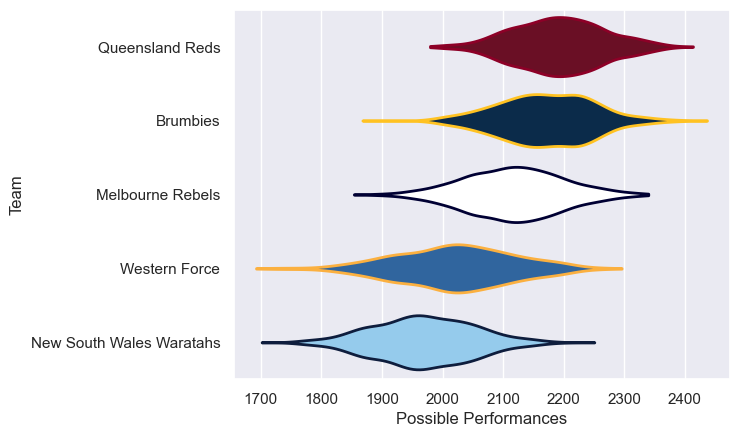 Queensland Reds
Brumbies
Melbourne Rebels
Western Force
New South Wales Waratahs
Team
1700 1800 1900 2000 2100 2200 2300 2400
Possible Performances